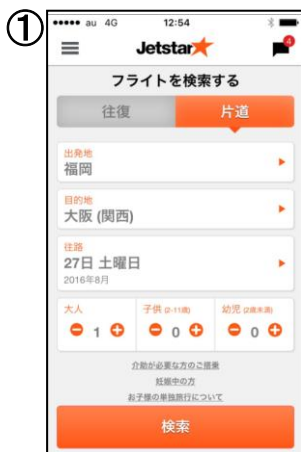 ①
au 4G 12:54
Jetstar
4
フライトを検索する
往復 片道
出発地
福岡
目的地
大阪 (関西)
往路
27日 土曜日
2016年8月
大人 子供 (2-11歳) 幼児 (2歳未満)
1 0 0
介助が必要な方のご搭乗
妊娠中の方
お子様の単独旅行について
検索